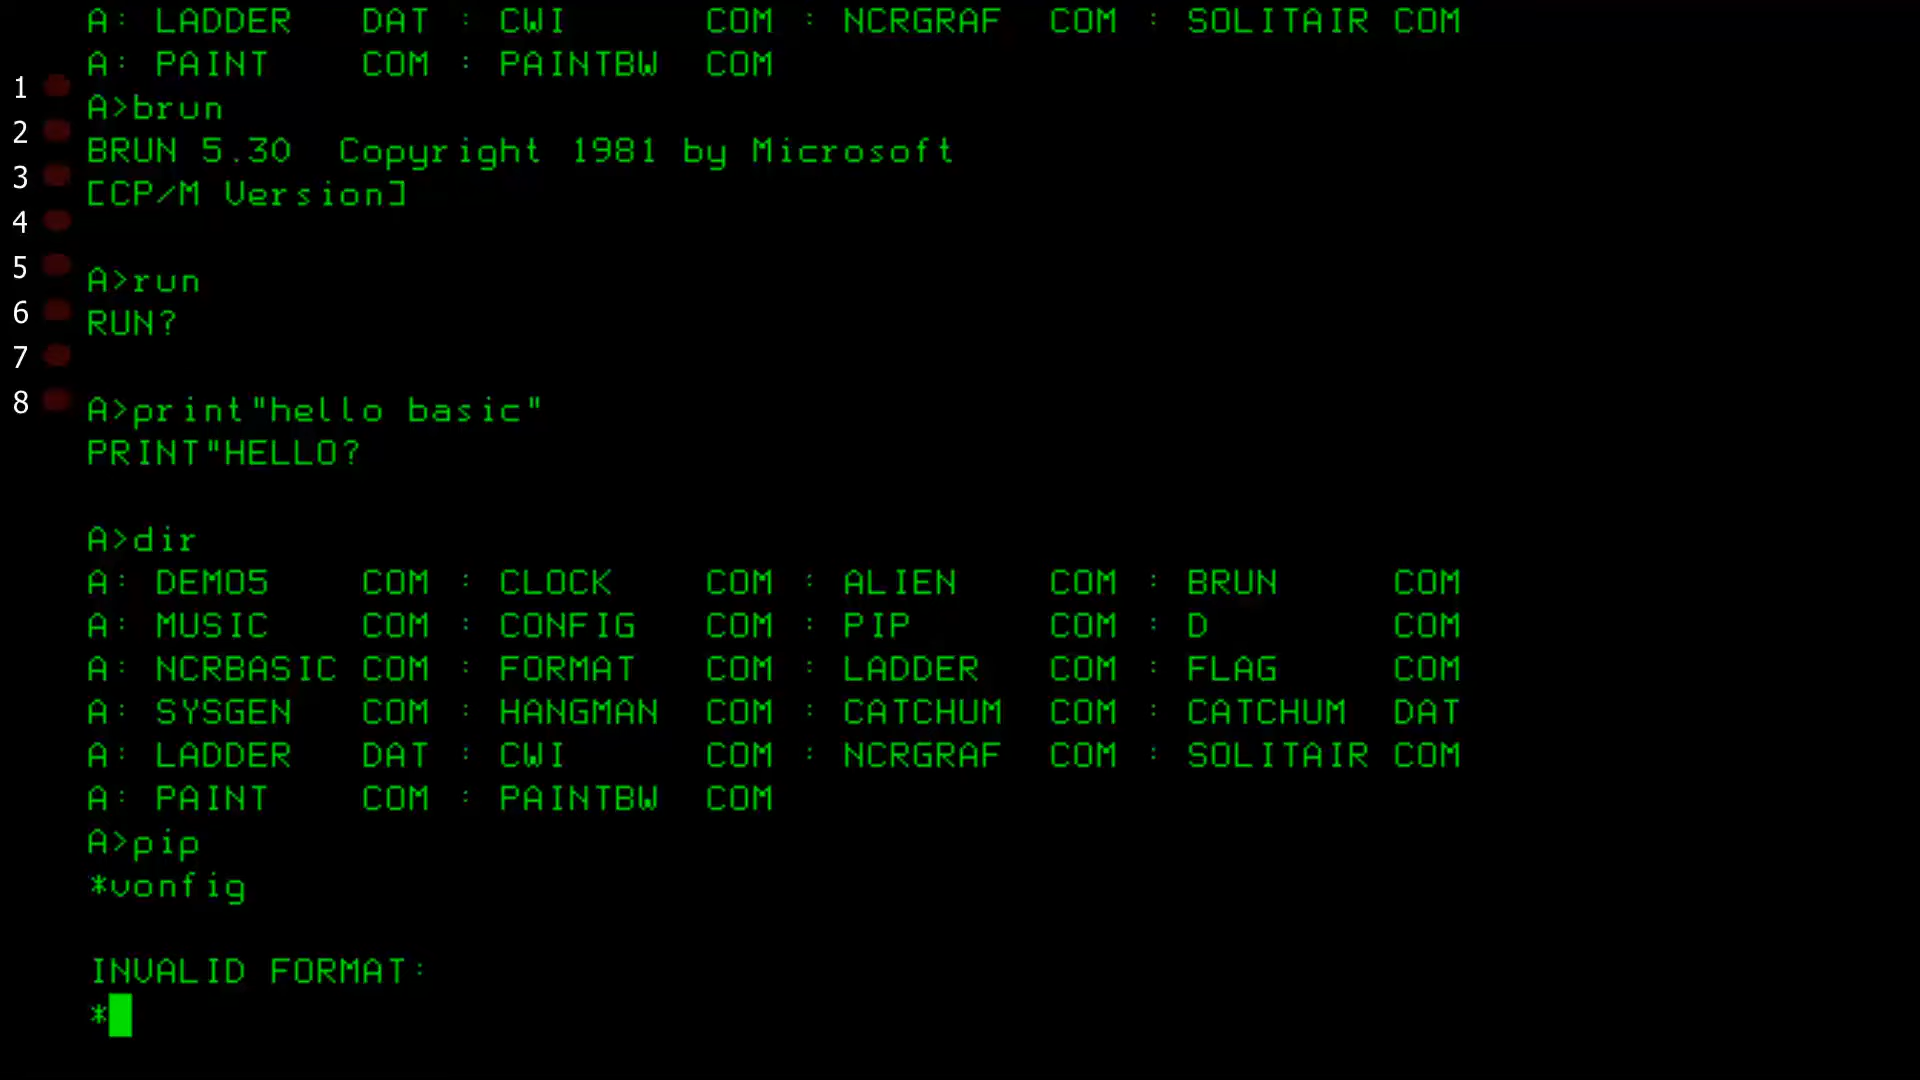 A: LADDER DAT : CWI COM : NCRGRAF COM : SOLITAIR COM
A: PAINT COM : PAINTBW COM
1
A>brun
2
BRUN 5.30 Copyright 1981 by Microsoft
3
[CP/M Version]
4
5
A>run
6
RUN?
7
8
A>print"hello basic"
PRINT"HELLO?
A>dir
A: DEMO5 COM : CLOCK COM : ALIEN COM : BRUN COM
A: MUSIC COM : CONFIG COM : PIP COM : D COM
A: NCRBASIC COM : FORMAT COM : LADDER COM : FLAG COM
A: SYSGEN COM : HANGMAN COM : CATCHUM COM : CATCHUM DAT
A: LADDER DAT : CWI COM : NCRGRAF COM : SOLITAIR COM
A: PAINT COM : PAINTBW COM
A>pip
*vonfig
INVALID FORMAT:
*